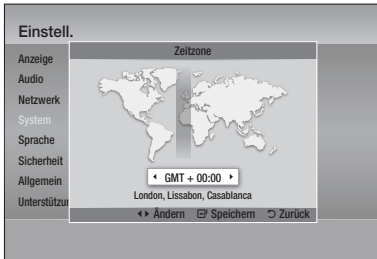 Einstell.
Zeitzone
Anzeige
Audio
Netzwerk
System
Sprache
Sicherheit
Allgemein
Unterstützun
GMT + 00:00
London, Lissabon, Casablanca
Ändern Speichern Zurück